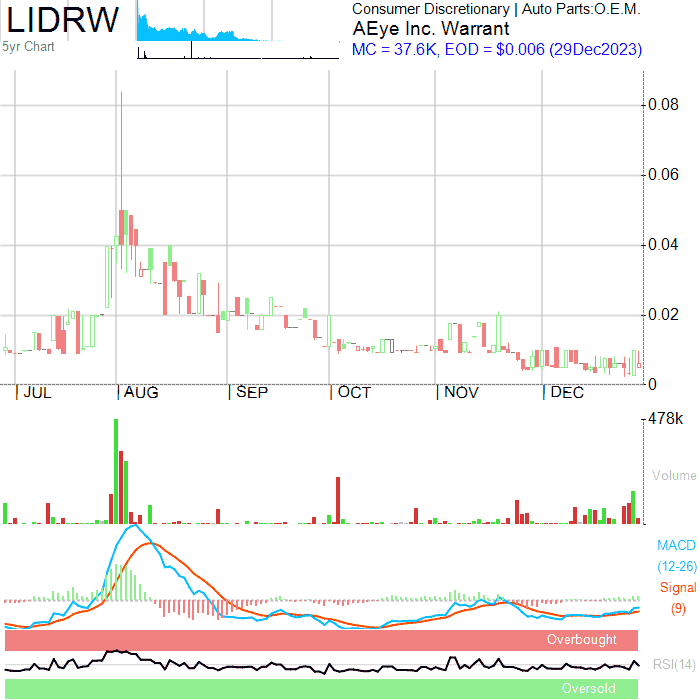 LIDRW
5yr Chart
Consumer Discretionary | Auto Parts:O.E.M.
AEye Inc. Warrant
MC = 37.6K, EOD = $0.006 (29Dec2023)
0.08
0.06
0.04
0.02
0
JUL
AUG
SEP
OCT
NOV
DEC
478k
Volume
MACD
(12-26)
Signal
(9)
Overbought
RSI(14)
Oversold